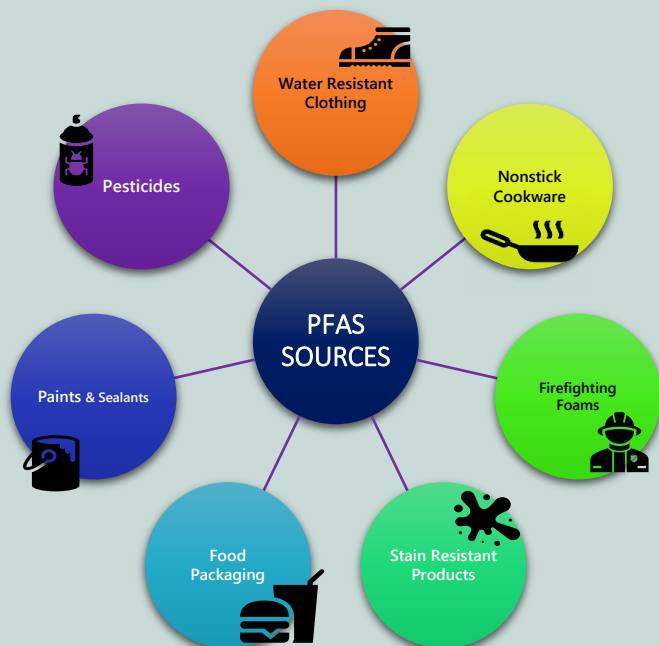 PFAS
SOURCES
Water Resistant
Clothing
Nonstick
Cookware
Firefighting
Foams
Stain Resistant
Products
Food
Packaging
Paints & Sealants
Pesticides